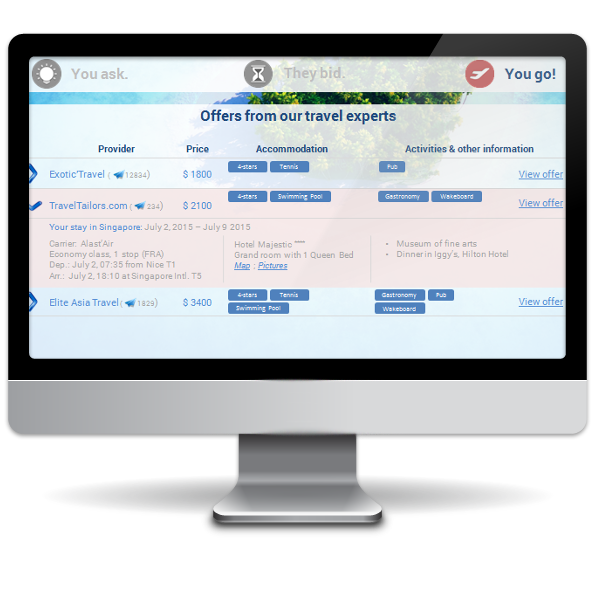 You ask.
They bid.
You go!
Offers from our travel experts
Provider Price Accommodation Activities & other information
Exotic'Travel ( 12834) $ 1800 4-stars Tennis Pub View offer
TravelTailors.com ( 234) $ 2100 4-stars Swimming Pool Gastronomy Wakeboard View offer
Your stay in Singapore: July 2, 2015 – July 9 2015
Carrier: Alast'Air
Economy class, 1 stop (FRA)
Dep.: July 2, 07:35 from Nice T1
Arr.: July 2, 18:10 at Singapore Intl. T5
Hotel Majestic ****
Grand room with 1 Queen Bed
Map ; Pictures
• Museum of fine arts
• Dinner in Iggy's, Hilton Hotel
Elite Asia Travel ( 1829) $ 3400 4-stars Tennis Gastronomy Pub View offer
Swimming Pool Wakeboard